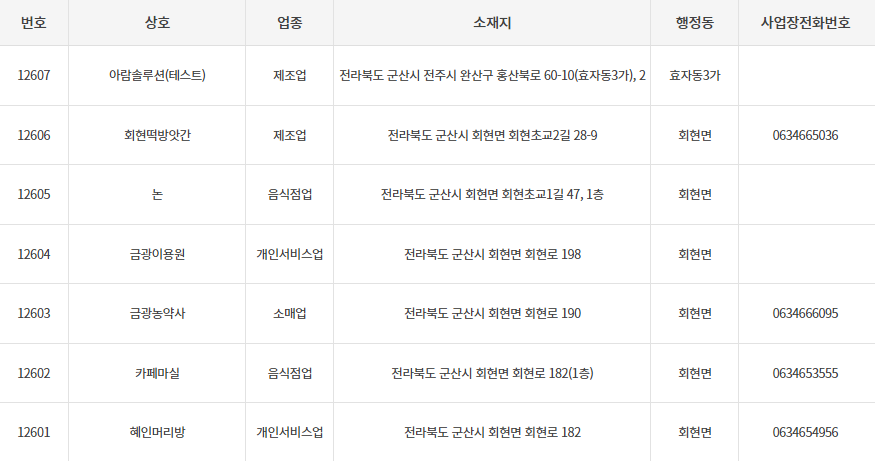 번호 상호 업종 소재지 행정동 사업장전화번호
12607 아람솔루션(테스트) 제조업 전라북도 군산시 전주시 완산구 홍산북로 60-10(효자동3가), 2 효자동3가
12606 회현떡방앗간 제조업 전라북도 군산시 회현면 회현초교2길 28-9 회현면 0634665036
12605 논 음식점업 전라북도 군산시 회현면 회현초교1길 47, 1층 회현면
12604 금광이용원 개인서비스업 전라북도 군산시 회현면 회현로 198 회현면
12603 금광농약사 소매업 전라북도 군산시 회현면 회현로 190 회현면 0634666095
12602 카페마실 음식점업 전라북도 군산시 회현면 회현로 182(1층) 회현면 0634653555
12601 혜인머리방 개인서비스업 전라북도 군산시 회현면 회현로 182 회현면 0634654956